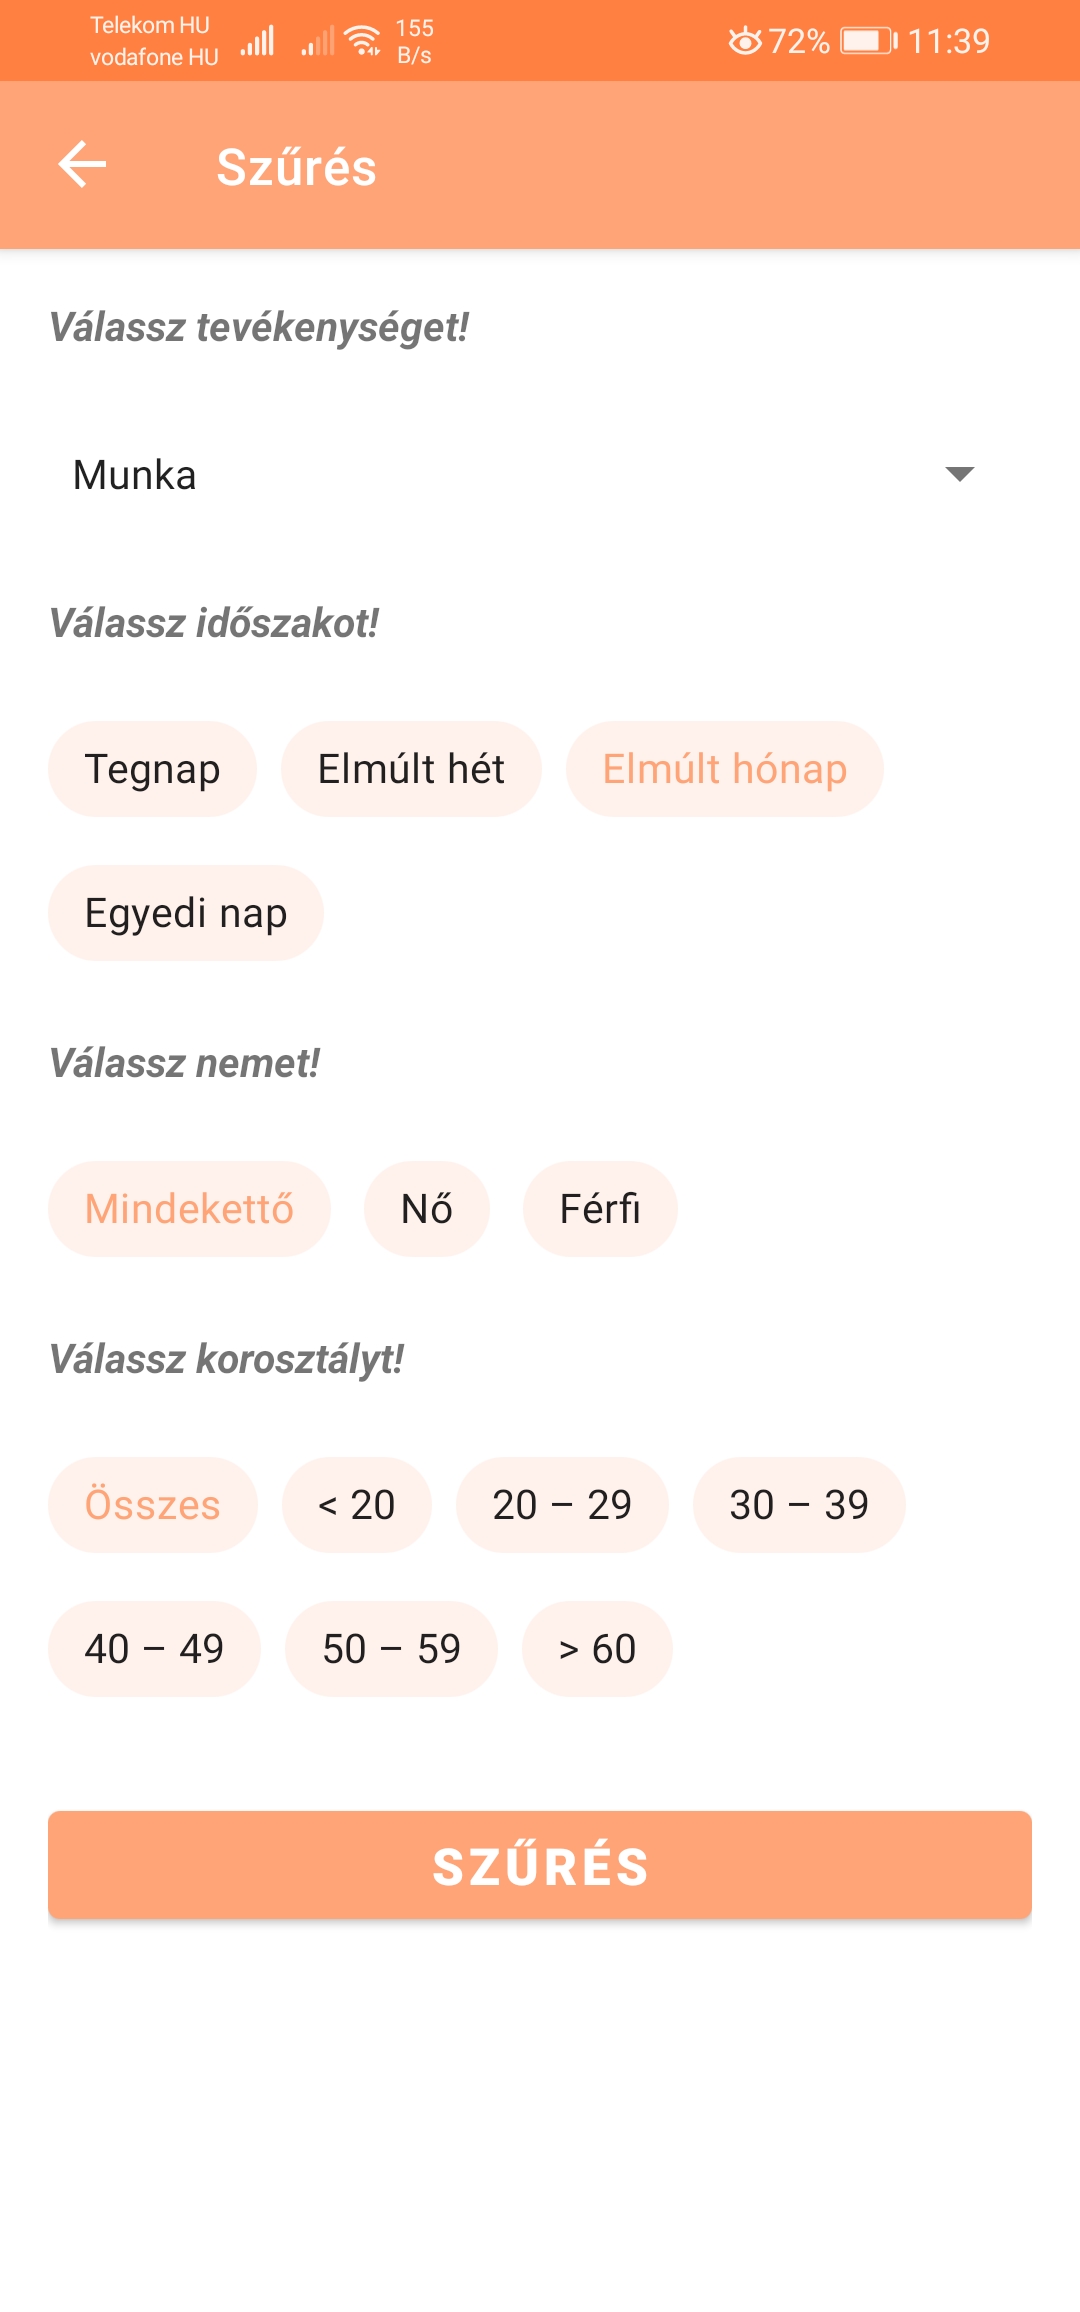 Telekom HU
vodafone HU
155
B/s
72%
11:39
Szűrés
Válassz tevékenységet!
Munka
Válassz időszakot!
Tegnap Elmúlt hét Elmúlt hónap
Egyedi nap
Válassz nemet!
Mindekettő Nő Férfi
Válassz korosztályt!
Összes < 20 20 – 29 30 – 39
40 – 49 50 – 59 > 60
SZŰRÉS